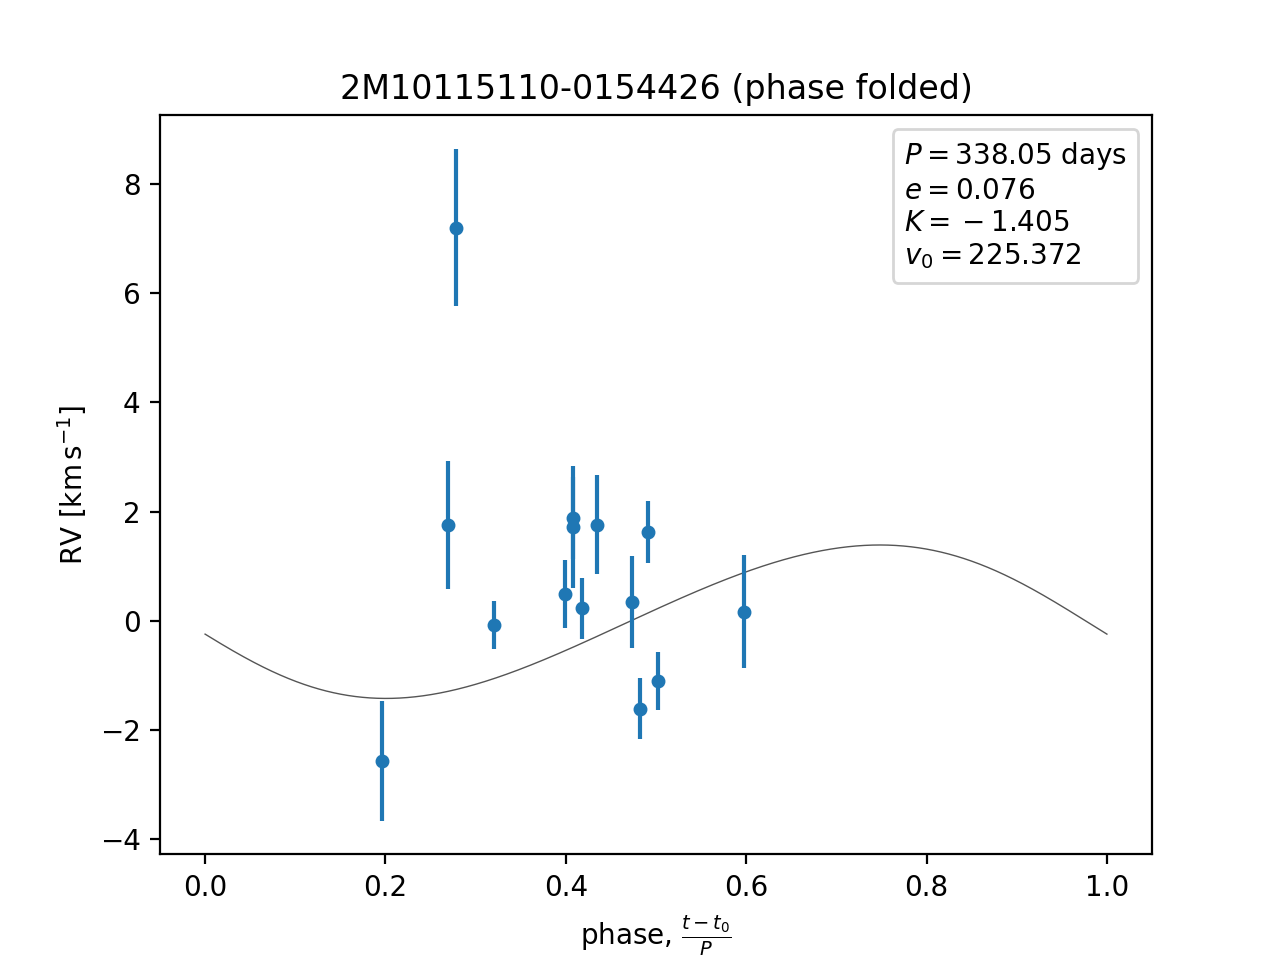 2M10115110-0154426 (phase folded)
P = 338.05 days
e = 0.076
K = −1.405
v₀ = 225.372
8
6
4
2
0
−2
−4
RV [km s⁻¹]
0.0 0.2 0.4 0.6 0.8 1.0
phase, (t − t₀)/P